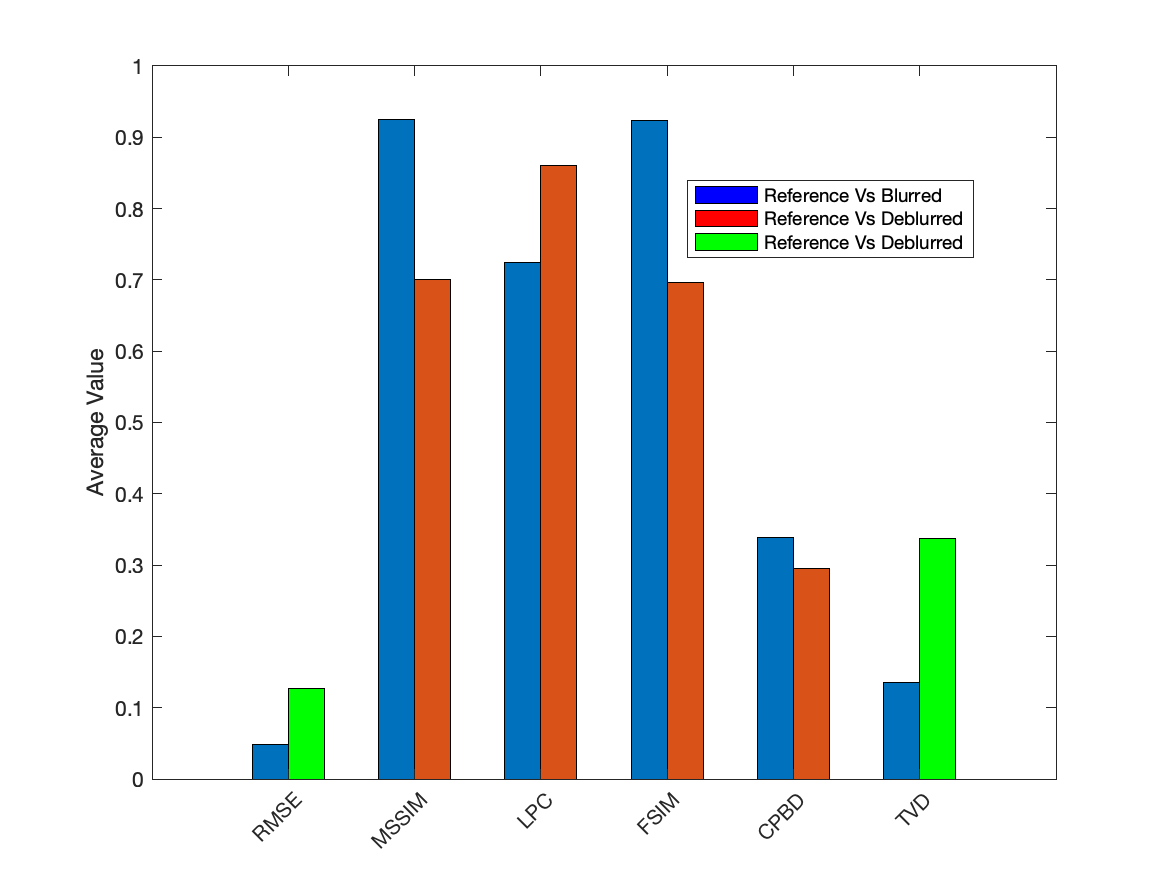 1
0.9
0.8
0.7
0.6
0.5
0.4
0.3
0.2
0.1
0
Average Value
Reference Vs Blurred
Reference Vs Deblurred
Reference Vs Deblurred
RMSE
MSSIM
LPC
FSIM
CPBD
TVD